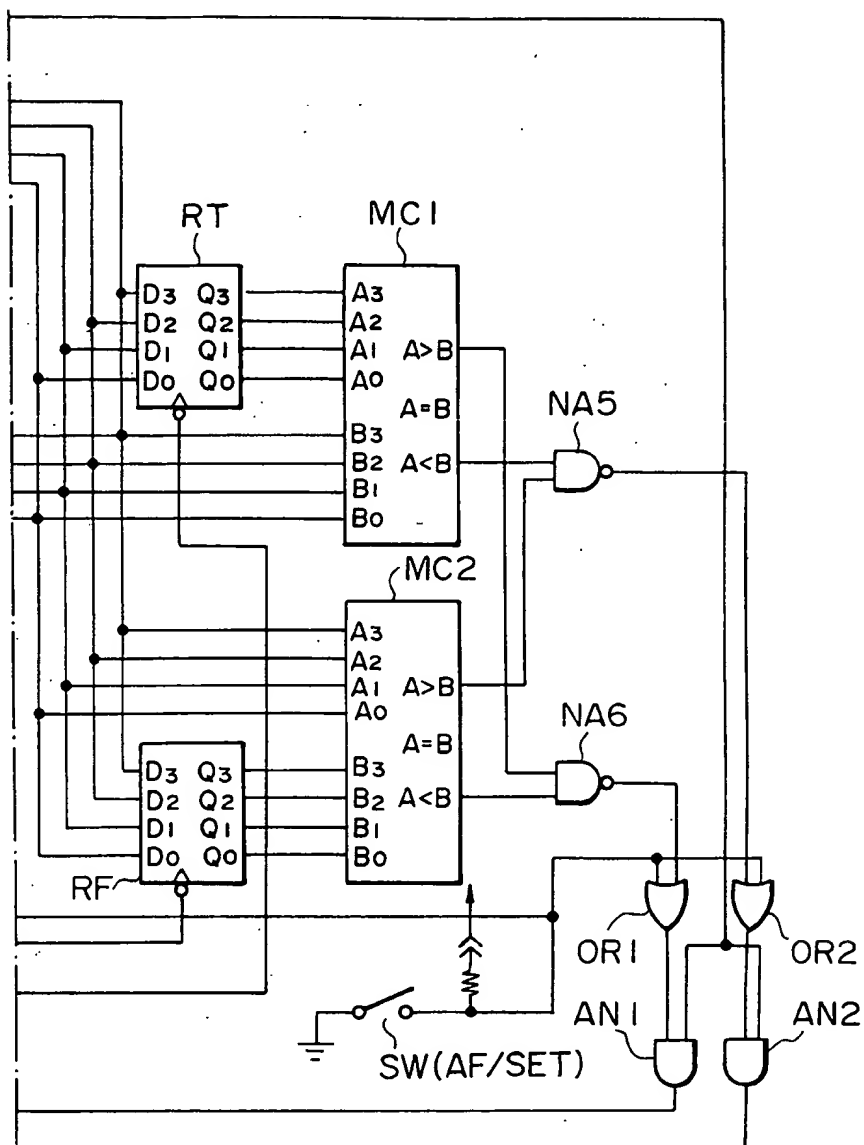 RT
MC1
D3 Q3
D2 Q2
D1 Q1
D0 Q0
A3
A2
A1 A>B
A0
A=B
B3
B2 A<B
B1
B0
NA5
MC2
A3
A2
A1 A>B
A0
A=B
B3
B2 A<B
B1
B0
NA6
D3 Q3
D2 Q2
D1 Q1
D0 Q0
RF
OR1
OR2
AN1
AN2
SW(AF/SET)